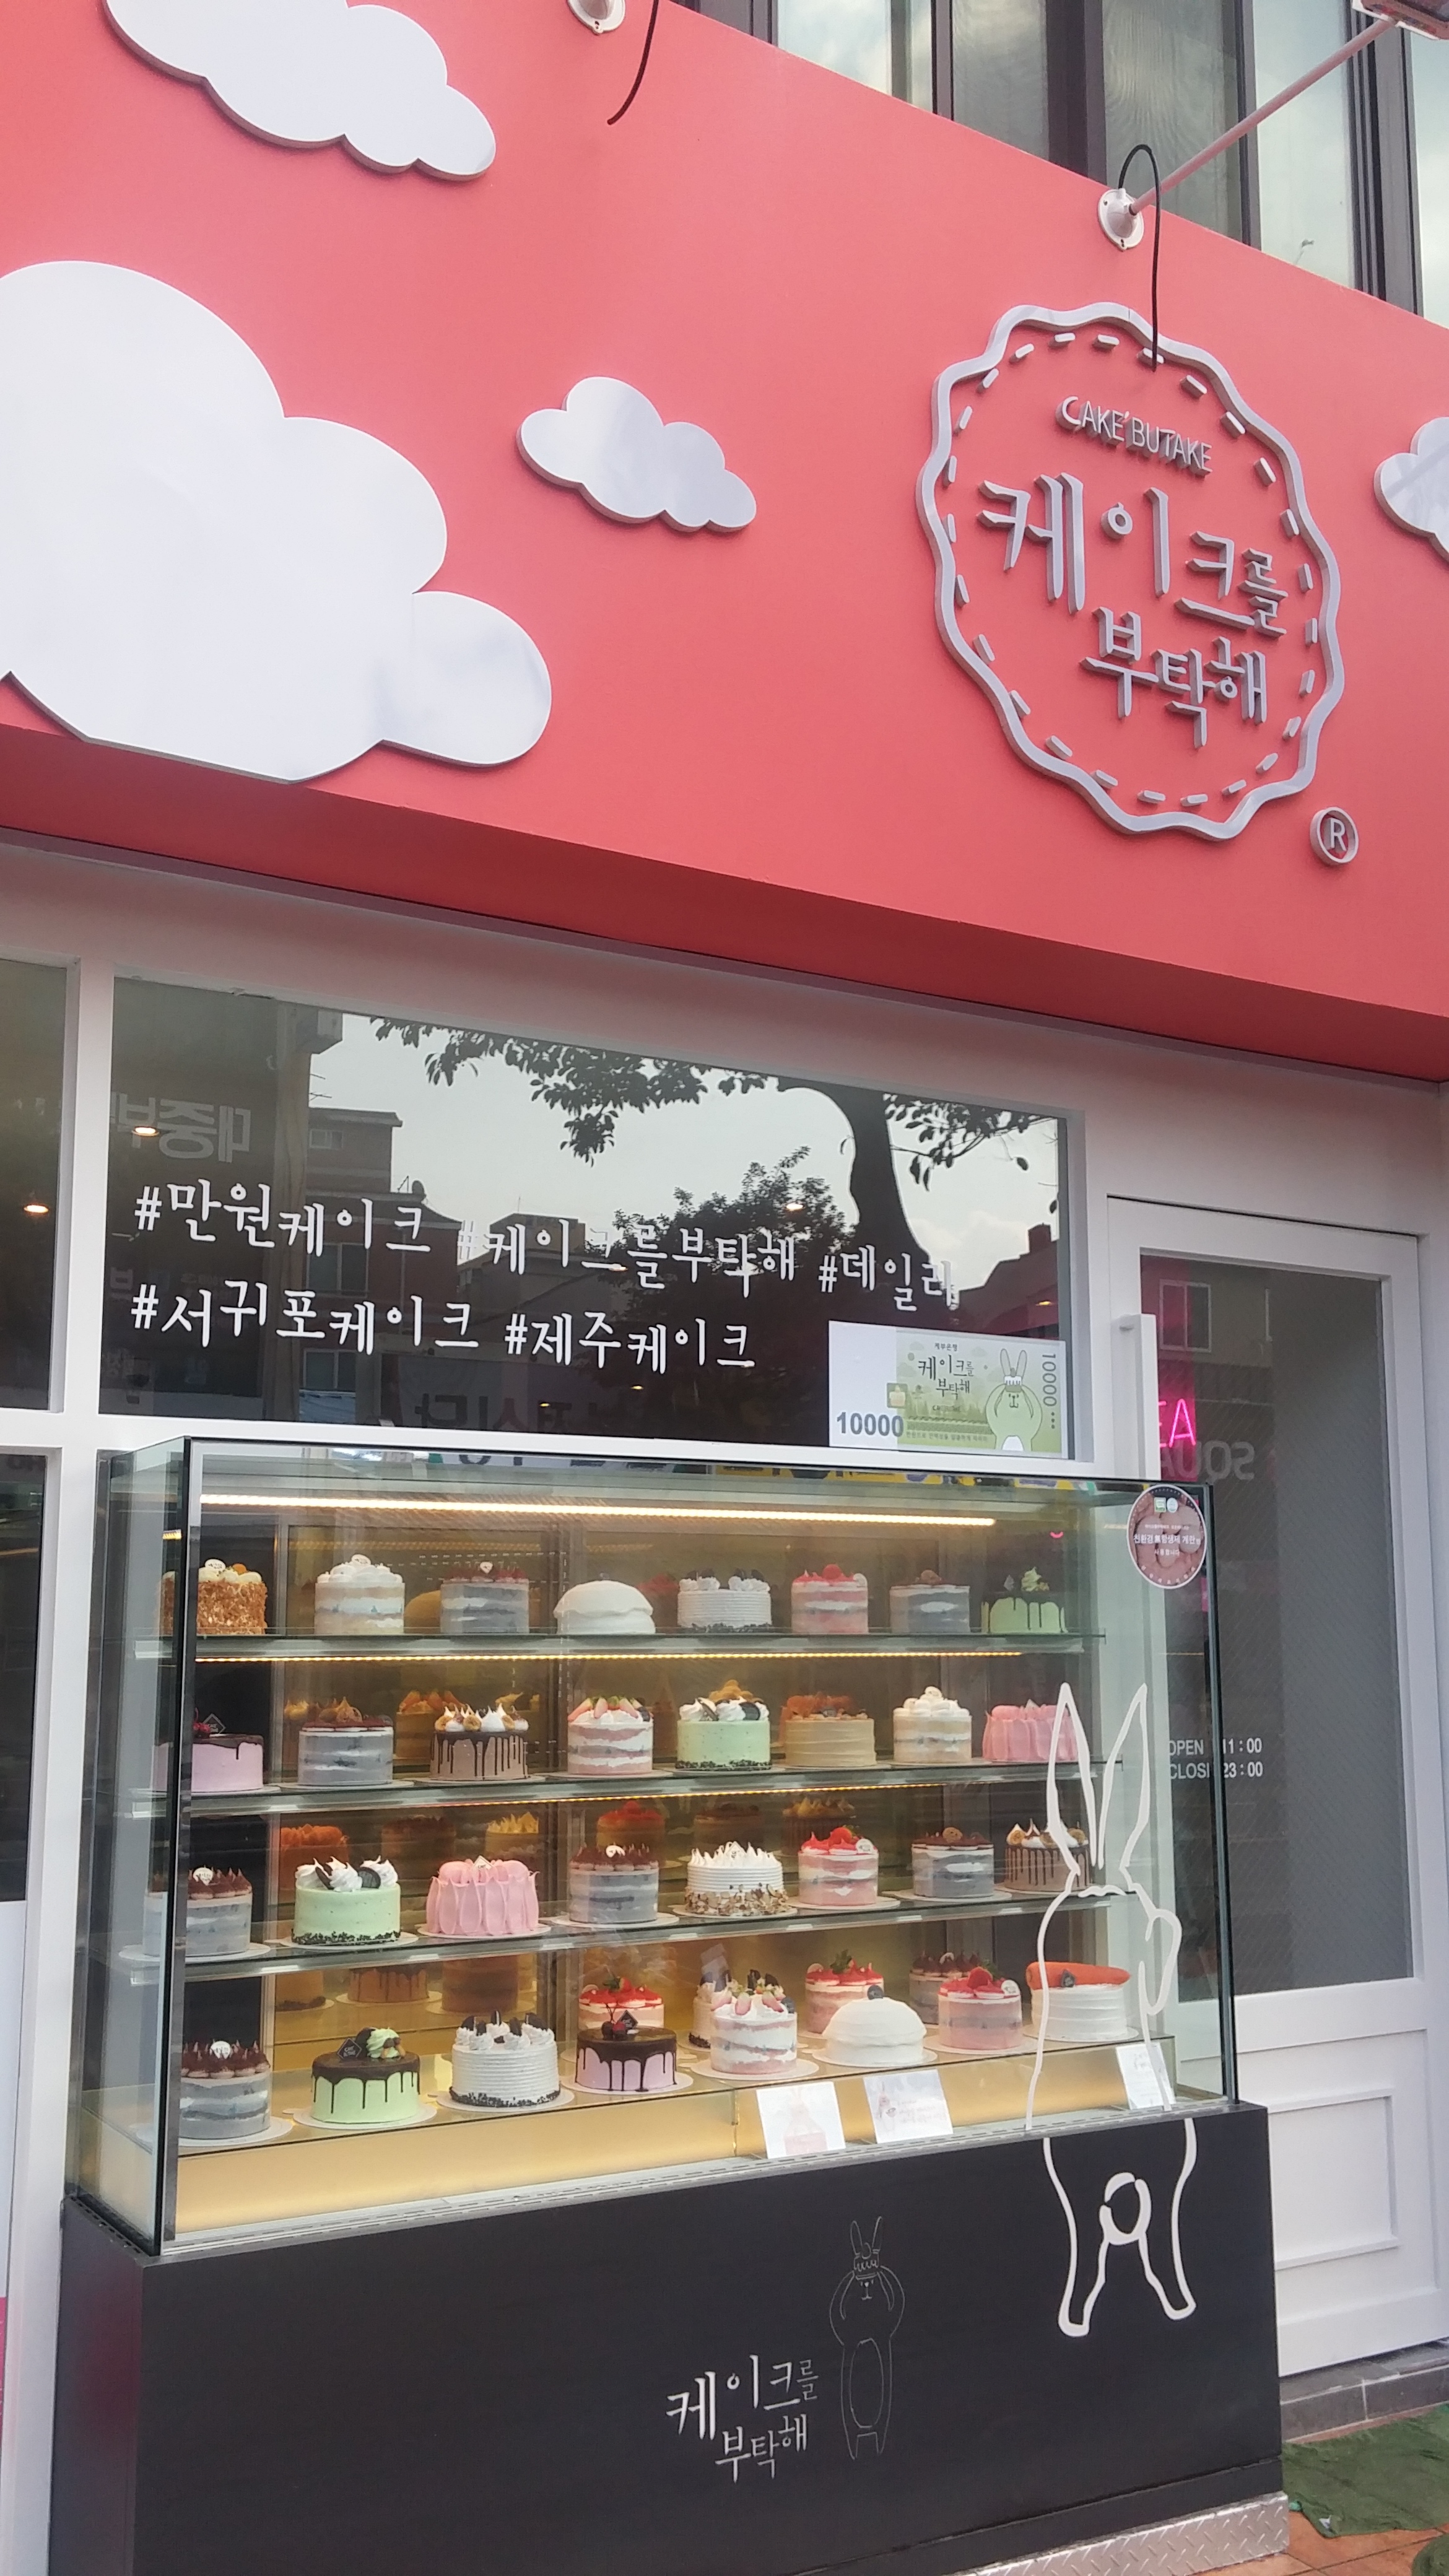 CAKE BUTAKE
케이크를
부탁해
®
#만원케이크 #케이크를부탁해 #데일리
#서귀포케이크 #제주케이크
케이크를
부탁해
10000
10000
EA
OPEN 11:00
CLOSE 23:00
케이크를
부탁해